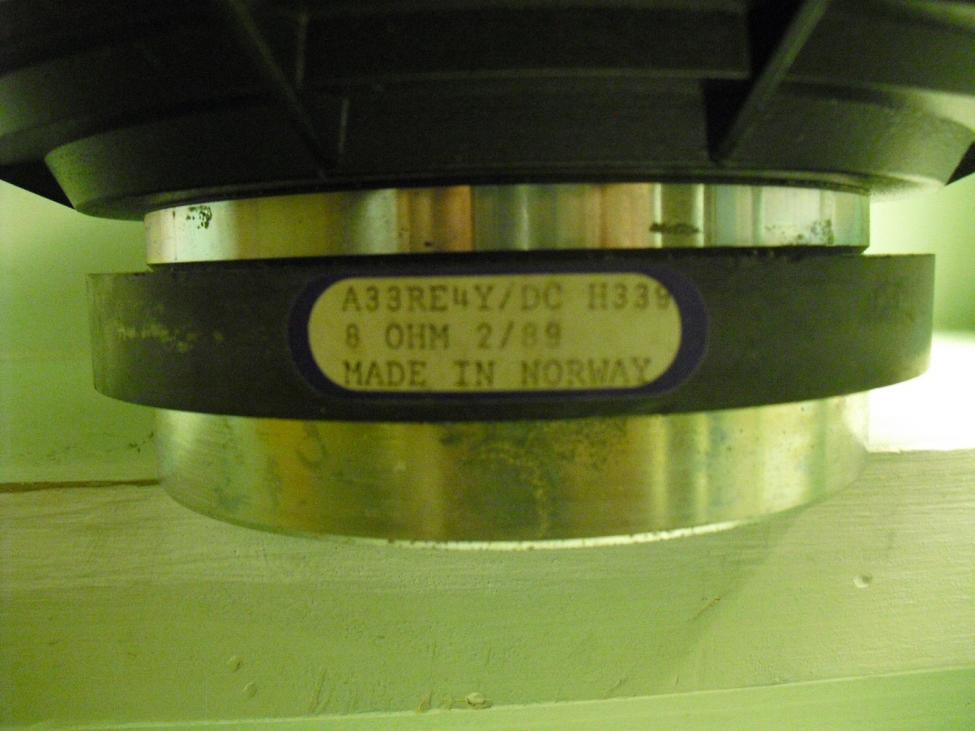 A33RE4Y/DC H339
8 OHM 2/89
MADE IN NORWAY